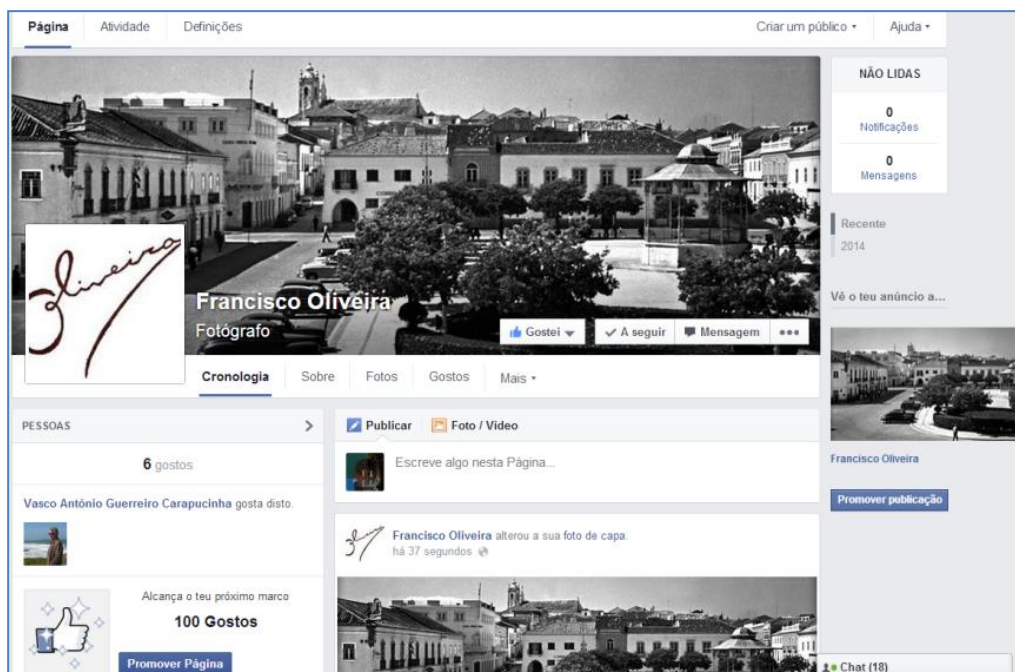 Página Atividade Definições Criar um público Ajuda
NÃO LIDAS
0
Notificações
0
Mensagens
Recente
2014
Vê o teu anúncio a...
Oliveira
Francisco Oliveira
Fotógrafo
Gostei A seguir Mensagem
Cronologia Sobre Fotos Gostos Mais
Francisco Oliveira
Promover publicação
PESSOAS
6 gostos
Vasco António Guerreiro Carapucinha gosta disto.
Alcança o teu próximo marco
100 Gostos
Promover Página
Publicar Foto / Vídeo
Escreve algo nesta Página...
Francisco Oliveira alterou a sua foto de capa.
há 37 segundos
Chat (18)